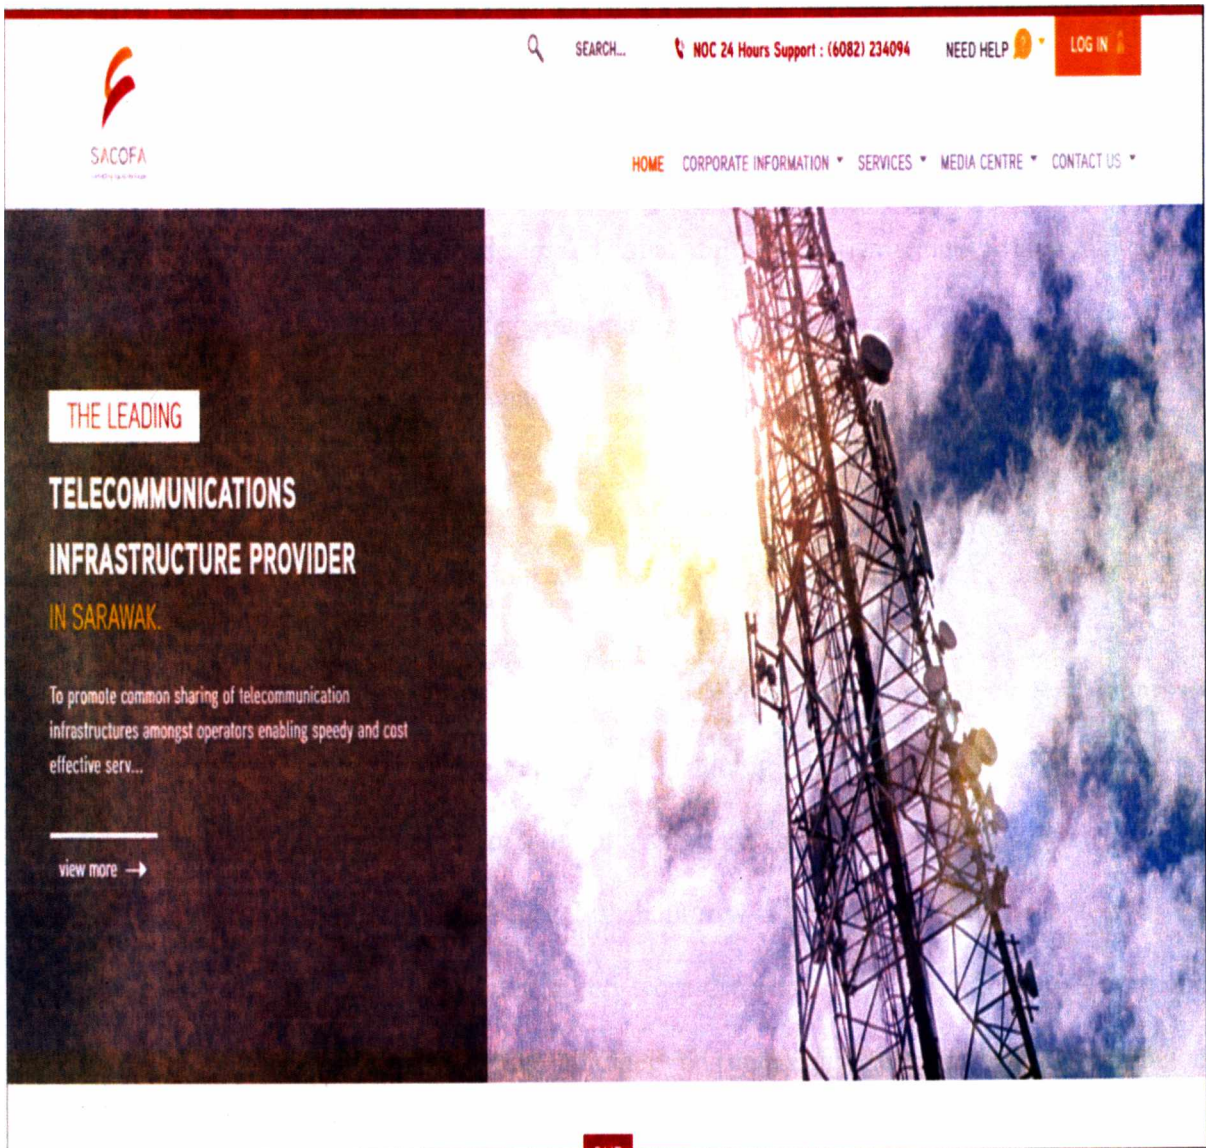 SEARCH...
NOC 24 Hours Support : (6082) 234094
NEED HELP ?
LOG IN
SACOFA
HOME CORPORATE INFORMATION SERVICES MEDIA CENTRE CONTACT US
THE LEADING
TELECOMMUNICATIONS
INFRASTRUCTURE PROVIDER
IN SARAWAK.
To promote common sharing of telecommunication
infrastructures amongst operators enabling speedy and cost
effective serv...
view more →